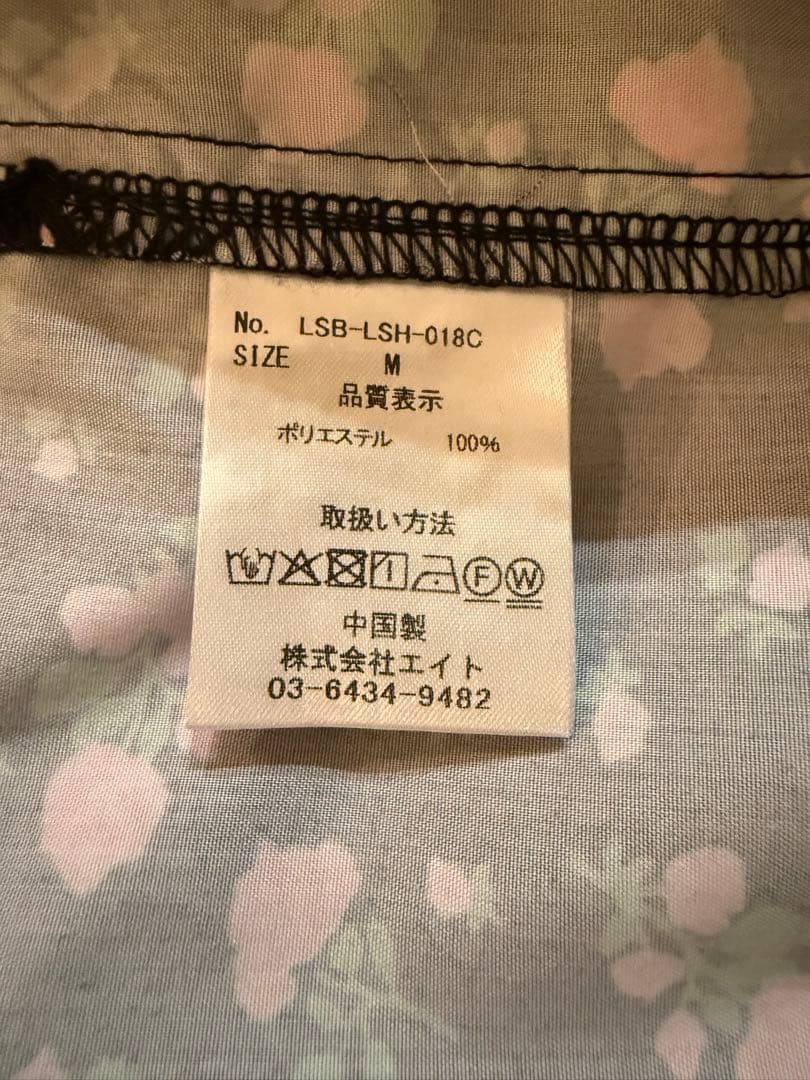 No. LSB-LSH-018C
SIZE M
品質表示
ポリエステル 100%
取扱い方法
F W
中国製
株式会社エイト
03-6434-9482